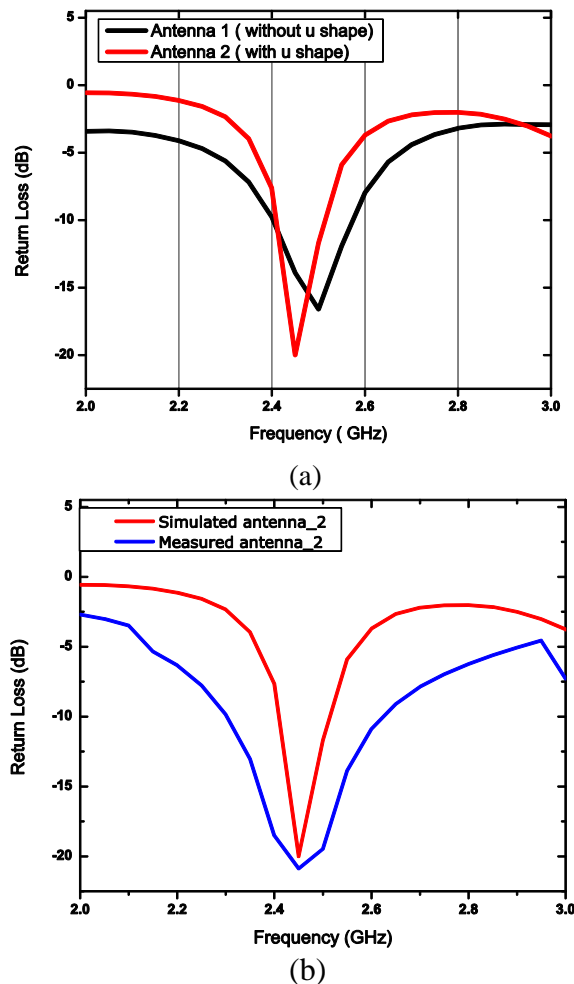 5
0
-5
-10
-15
-20
Return Loss (dB)
Antenna 1 ( without u shape)
Antenna 2 ( with u shape)
2.0 2.2 2.4 2.6 2.8 3.0
Frequency ( GHz)
(a)
5
0
-5
-10
-15
-20
Return Loss (dB)
Simulated antenna_2
Measured antenna_2
2.0 2.2 2.4 2.6 2.8 3.0
Frequency (GHz)
(b)